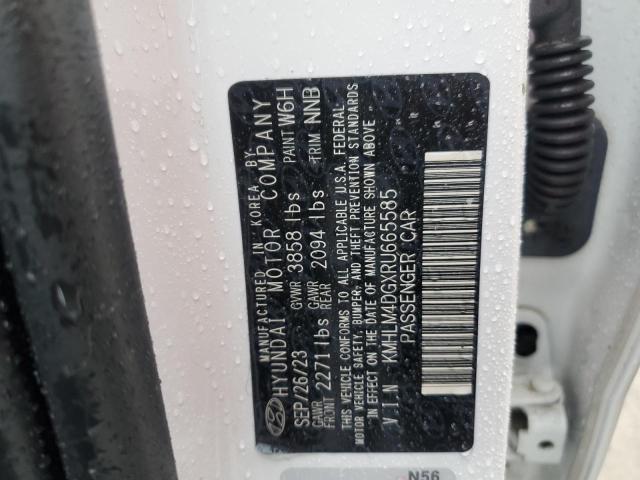 MANUFACTURED IN KOREA BY
HYUNDAI MOTOR COMPANY
SEP/26/23 GVWR 3858 lbs PAINT W6H
GAWR FRONT 2271lbs GAWR REAR 2094 lbs TRIM NNB
THIS VEHICLE CONFORMS TO ALL APPLICABLE U.S.A. FEDERAL
MOTOR VEHICLE SAFETY, BUMPER, AND THEFT PREVENTION STANDARDS
IN EFFECT ON THE DATE OF MANUFACTURE SHOWN ABOVE.
V.I.N KMHLM4DGXRU665585
PASSENGER CAR
N56